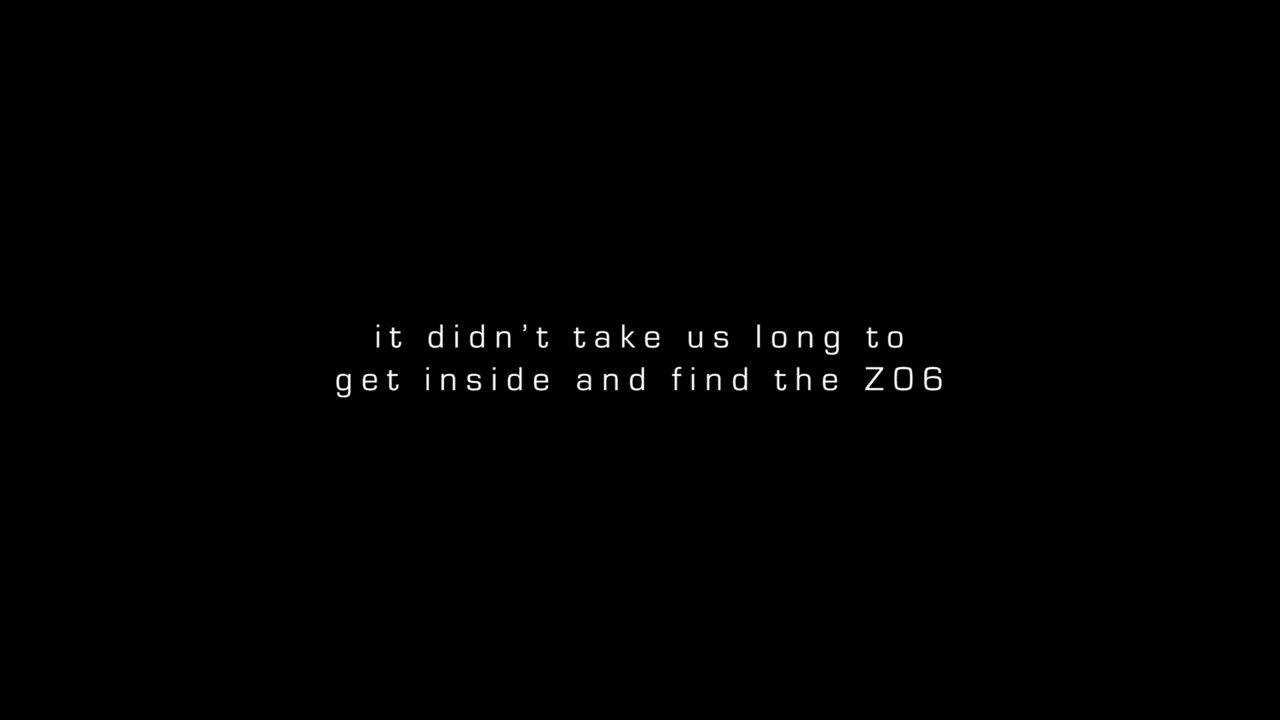 it didn’t take us long to
get inside and find the Z06